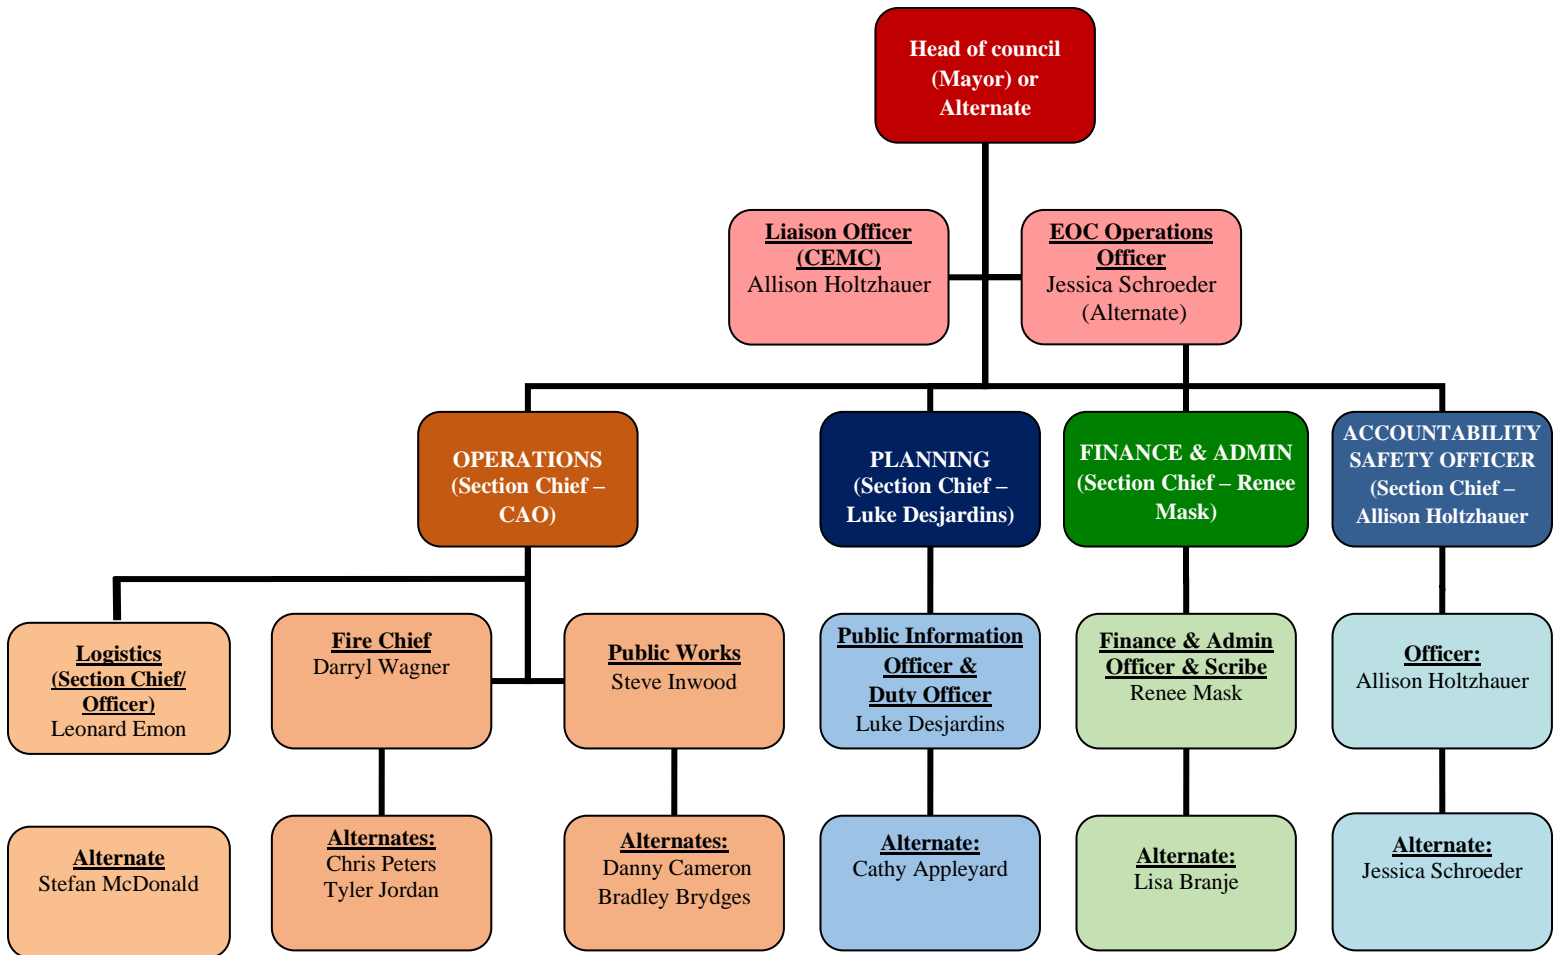 Head of council
(Mayor) or
Alternate
Liaison Officer
(CEMC)
Allison Holtzhauer
EOC Operations
Officer
Jessica Schroeder
(Alternate)
OPERATIONS
(Section Chief –
CAO)
PLANNING
(Section Chief –
Luke Desjardins)
FINANCE & ADMIN
(Section Chief – Renee
Mask)
ACCOUNTABILITY
SAFETY OFFICER
(Section Chief –
Allison Holtzhauer
Logistics
(Section Chief/
Officer)
Leonard Emon
Fire Chief
Darryl Wagner
Public Works
Steve Inwood
Public Information
Officer &
Duty Officer
Luke Desjardins
Finance & Admin
Officer & Scribe
Renee Mask
Officer:
Allison Holtzhauer
Alternate
Stefan McDonald
Alternates:
Chris Peters
Tyler Jordan
Alternates:
Danny Cameron
Bradley Brydges
Alternate:
Cathy Appleyard
Alternate:
Lisa Branje
Alternate:
Jessica Schroeder